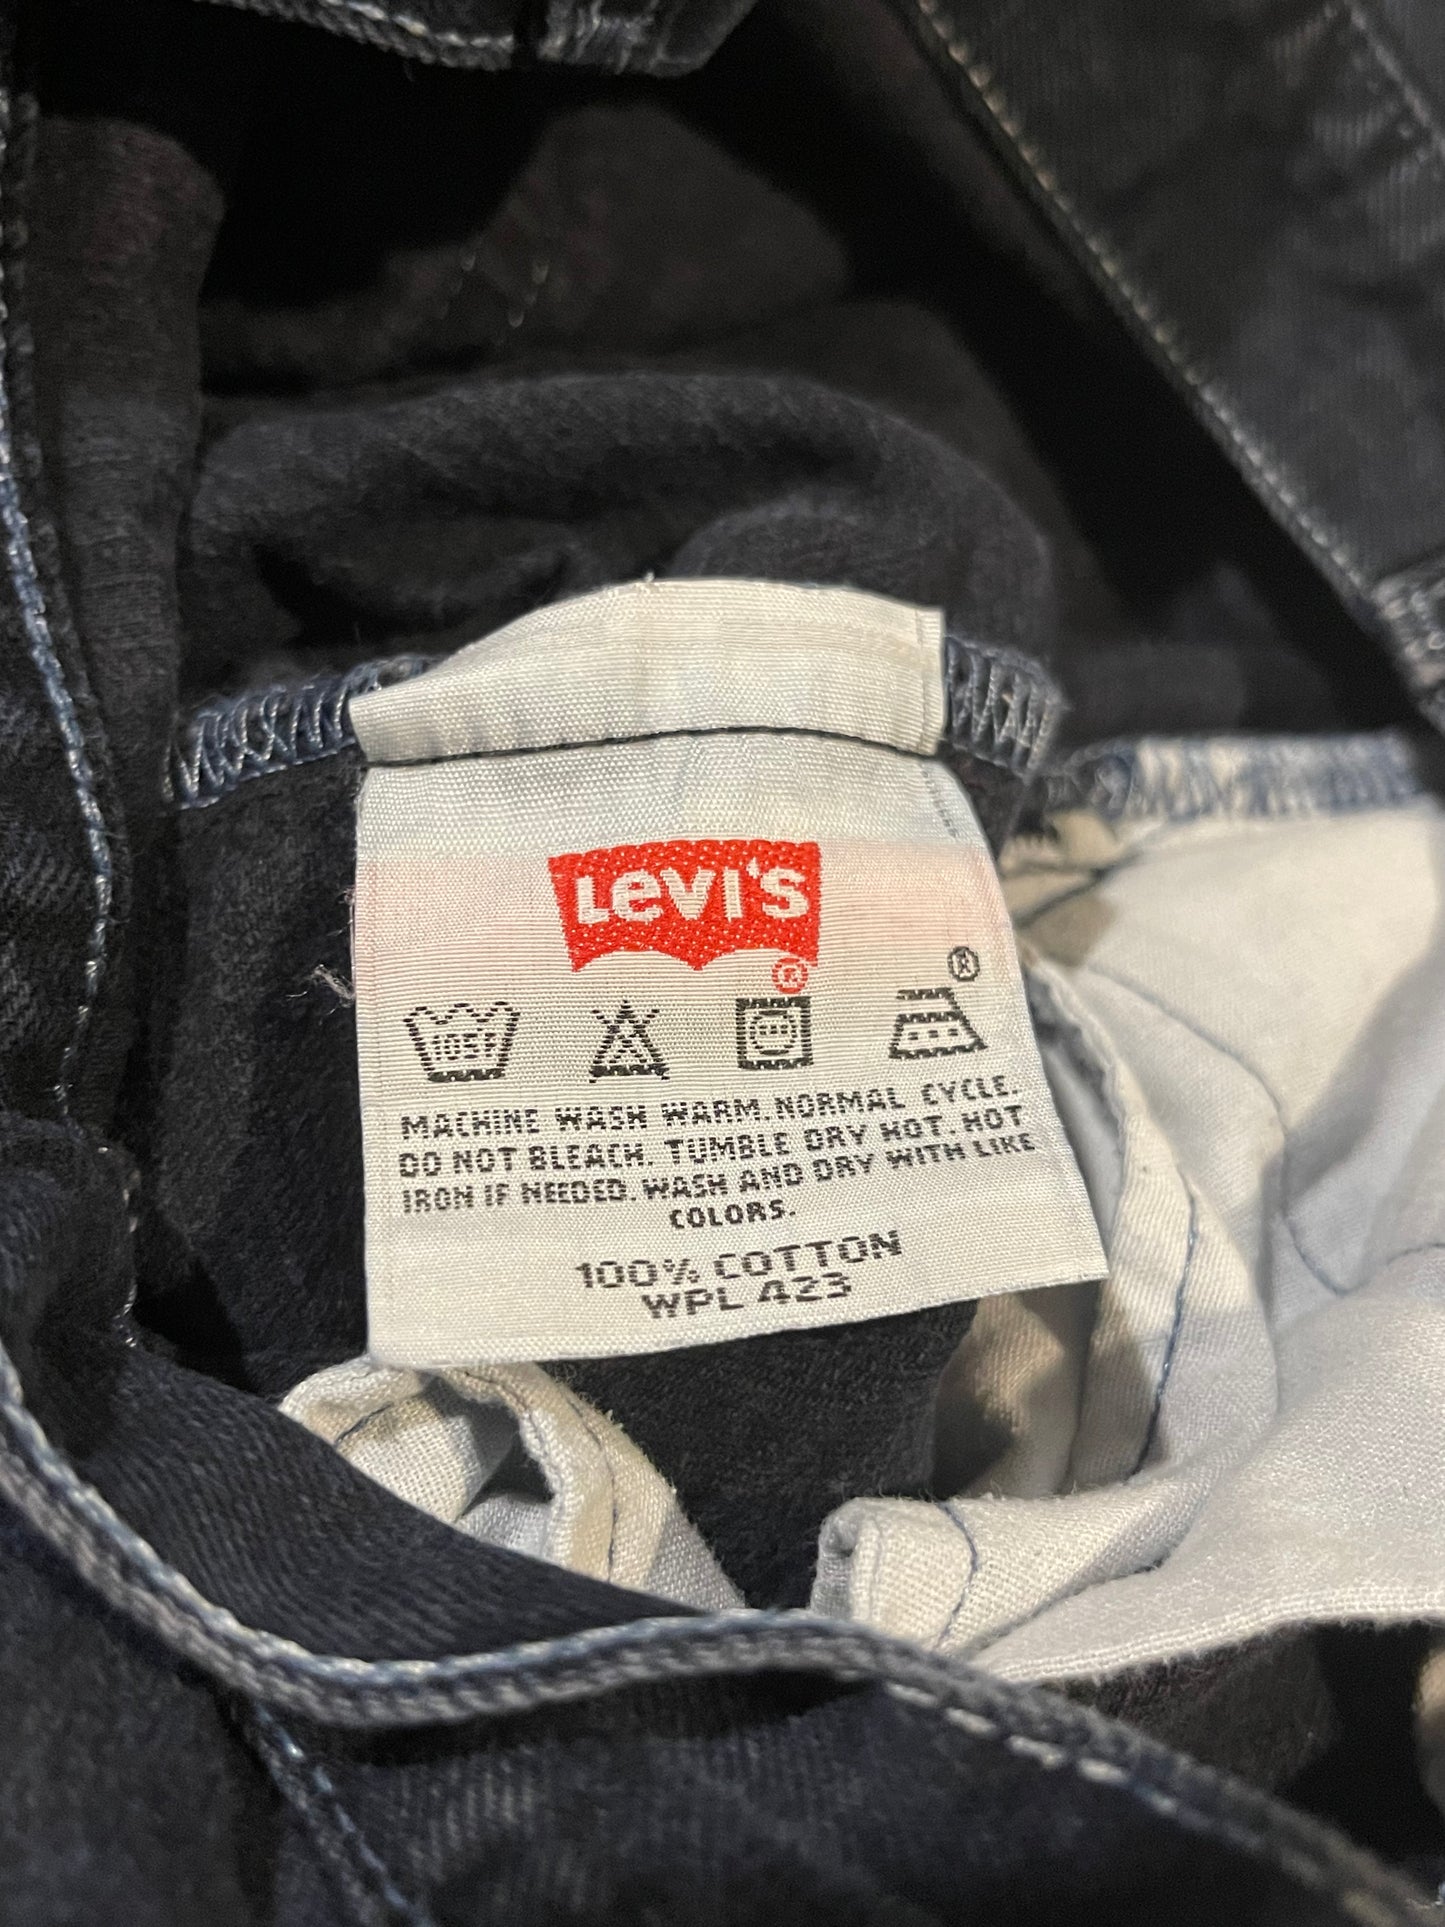 LEVI'S
®
®
105F
MACHINE WASH WARM. NORMAL CYCLE.
DO NOT BLEACH. TUMBLE DRY HOT. HOT
IRON IF NEEDED. WASH AND DRY WITH LIKE
COLORS.
100% COTTON
WPL 423